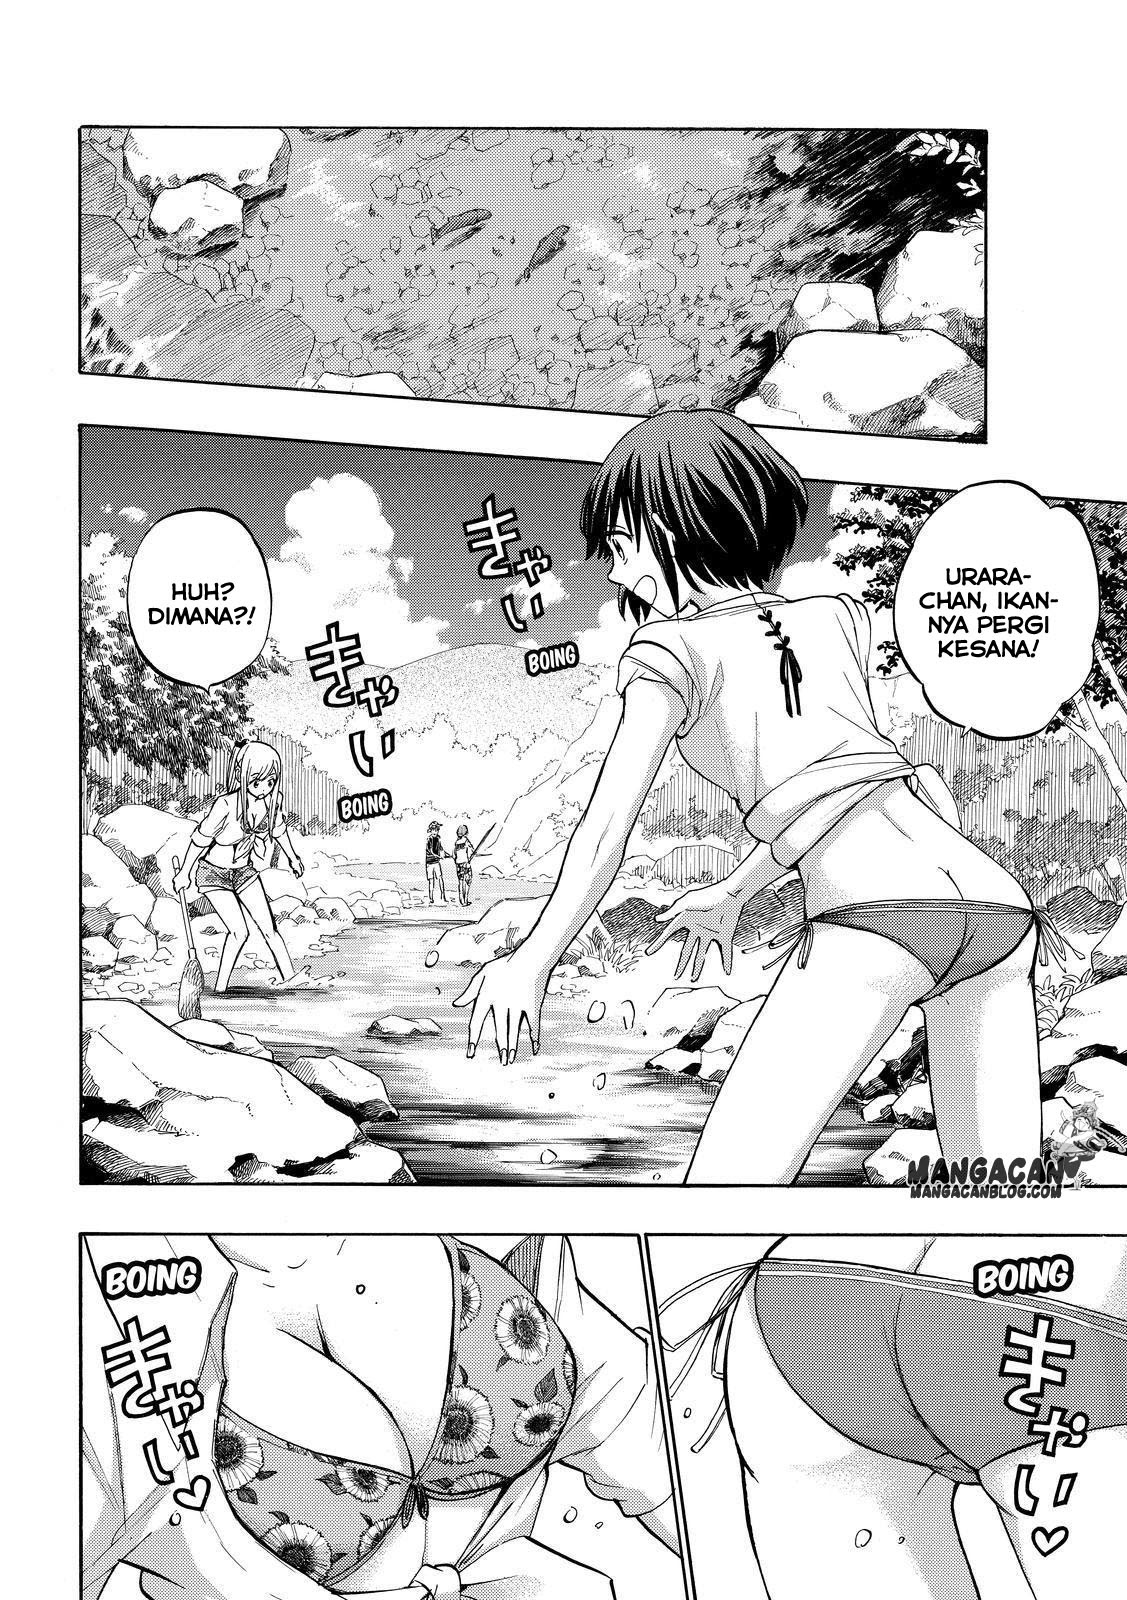 URARA-
CHAN, IKAN-
NYA PERGI
KESANA!
きゃい
BOING
HUH?
DIMANA?!
きゃい
BOING
MANGACAN
MANGACANBLOG.COM
BOING
きゃい♡
BOING
きゃい♡